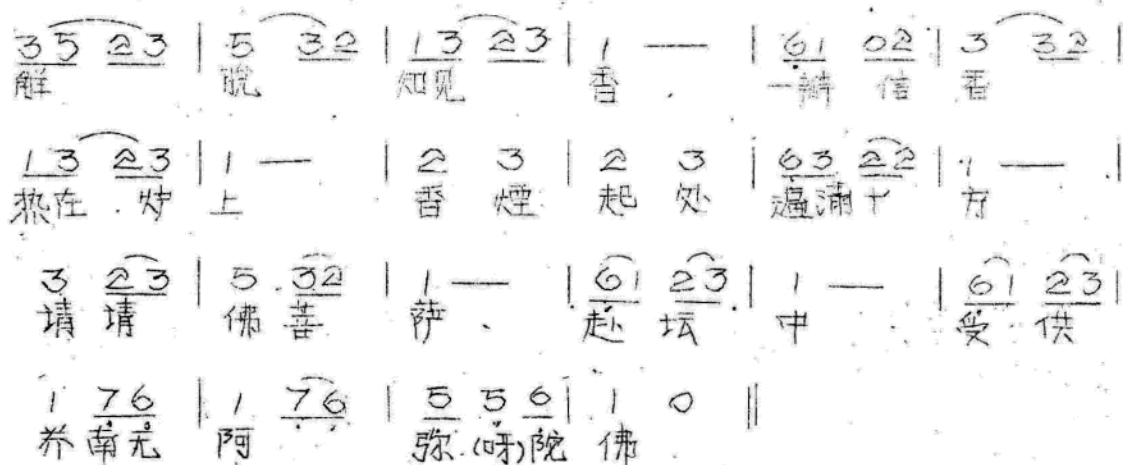 3 5 2 3 | 5 3 2 | 1 3 2 3 | 1 — | 6 1 0 2 | 3 3 2 |
解 脱 知见 香 一瓣 信 香
1 3 2 3 | 1 — | 2 3 | 2 3 | 6 3 2 2 | 1 — |
热在 炉 上 香 煙 起 处 遍满十 方
3 2 3 | 5 3 2 | 1 — | 6 1 2 3 | 1 — | 6 1 2 3 |
请 请 佛 菩 萨 赴 坛 中 受 供
1 7 6 | 1 7 6 | 5 5 6 | 1 0 ‖
养 南无 阿 弥 (呀) 陀 佛